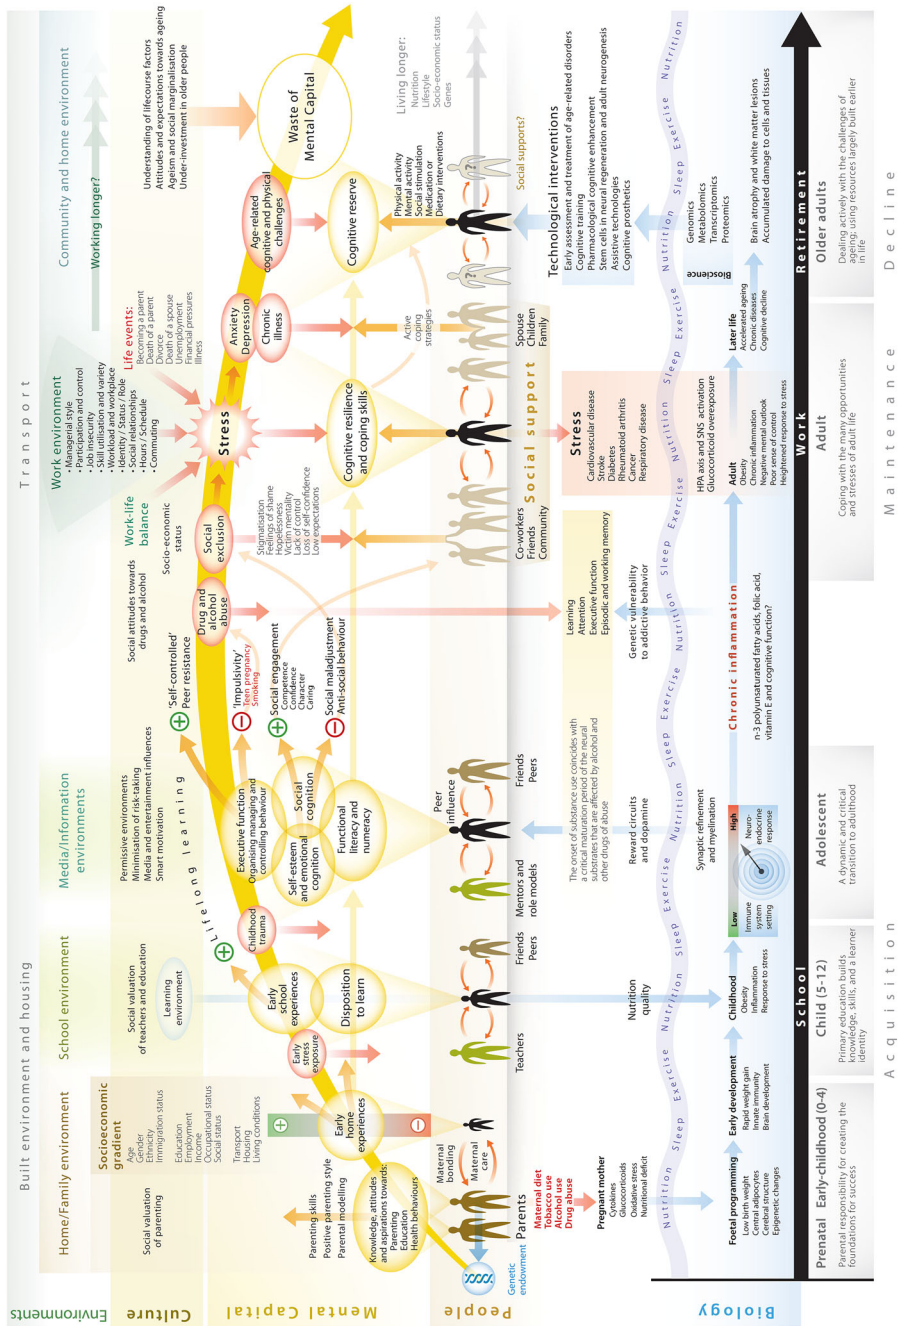 Environments
Built environment and housing
Transport
Home/Family environment
School environment
Media/Information
environments
Work environment
• Managerial style
• Participation and control
• Job insecurity
• Skill utilisation and variety
• Workload and workplace
• Identity / Status / Role
• Social relationships
• Hours / Schedule
• Commuting
Community and home environment
Working longer?
Culture
Social valuation
of parenting
Socioeconomic
gradient
Age
Gender
Ethnicity
Immigration status
Education
Employment
Income
Occupational status
Social status
Transport
Housing
Living conditions
Social valuation
of teachers and education
Learning
environment
Permissive environments
Minimisation of risk-taking
Media and entertainment influences
Smart motivation
Social attitudes towards
drugs and alcohol
Socio-economic
status
Work-life
balance
Life events:
Becoming a parent
Death of a parent
Divorce
Death of a spouse
Unemployment
Financial pressures
Illness
Understanding of lifecourse factors
Attitudes and expectations towards ageing
Ageism and social marginalisation
Under-investment in older people
Mental Capital
Parenting skills
Positive parenting style
Parental modelling
Knowledge, attitudes
and aspirations towards:
Parenting
Education
Health behaviours
+
Early
home
experiences
−
Early
stress
exposure
Early
school
experiences
Disposition
to learn
+
Lifelong learning
Childhood
trauma
Executive function
Organising managing and
controlling behaviour
Self-esteem
and emotional
cognition
Social
cognition
Functional
literacy and
numeracy
+
'Self-controlled'
Peer resistance
−
'Impulsivity'
Teen pregnancy
Smoking
+
Social engagement
Competence
Confidence
Character
Caring
−
Social maladjustment
Anti-social behaviour
Drug and
alcohol
abuse
Social
exclusion
Stigmatisation
Feelings of shame
Hopelessness
Victim mentality
Lack of control
Loss of self-confidence
Low expectations
Stress
Cognitive resilience
and coping skills
Anxiety
Depression
Chronic
illness
Active
coping
strategies
Age-related
cognitive and physical
challenges
Cognitive reserve
Waste of
Mental Capital
Physical activity
Mental activity
Social stimulation
Medication or
Dietary interventions
Living longer:
Nutrition
Lifestyle
Socio-economic status
Genes
People
Genetic
endowment
Parents
Maternal
bonding
Maternal
care
Teachers
Friends
Peers
Mentors and
role models
Peer
influence
Friends
Peers
Co-workers
Friends
Community
Social support
Spouse
Children
Family
?
?
Social supports?
Maternal diet
Tobacco use
Alcohol use
Drug abuse
Pregnant mother
Cytokines
Glucocorticoids
Oxidative stress
Nutritional deficit
Nutrition
quality
The onset of substance use coincides with
a critical maturation period of the neural
substrates that are affected by alcohol and
other drugs of abuse
Reward circuits
and dopamine
Learning
Attention
Executive function
Episodic and working memory
Genetic vulnerability
to addictive behavior
Stress
Cardiovascular disease
Stroke
Diabetes
Rheumatoid arthritis
Cancer
Respiratory disease
Technological interventions
Early assessment and treatment of age-related disorders
Cognitive training
Pharmacological cognitive enhancement
Stem cells in neural regeneration and adult neurogenesis
Assistive technologies
Cognitive prosthetics
Nutrition Sleep Exercise Nutrition Sleep Exercise Nutrition Sleep Exercise Nutrition Sleep Exercise Nutrition Sleep Exercise Nutrition Sleep Exercise Nutrition
Biology
Foetal programming
Low birth weight
Central adipocytes
Cerebral structure
Epigenetic changes
Early development
Rapid weight gain
Innate immunity
Brain development
Childhood
Obesity
Inflammation
Response to stress
Synaptic refinement
and myelination
Low
High
Immune
system
setting
Neuro-
endocrine
response
Chronic inflammation
n-3 polyunsaturated fatty acids, folic acid,
vitamin E and cognitive function?
HPA axis and SNS activation
Glucocorticoid overexposure
Adult
Obesity
Chronic inflammation
Negative mental outlook
Poor sense of control
Heightened response to stress
Later life
Accelerated ageing
Chronic diseases
Cognitive decline
Bioscience
Genomics
Metabolomics
Transcriptomics
Proteomics
Brain atrophy and white matter lesions
Accumulated damage to cells and tissues
School
Work
Retirement
Prenatal
Early-childhood (0-4)
Parental responsibility for creating the
foundations for success
Child (5-12)
Primary education builds
knowledge, skills, and a learner
identity
Adolescent
A dynamic and critical
transition to adulthood
Adult
Coping with the many opportunities
and stresses of adult life
Older adults
Dealing actively with the challenges of
ageing; using resources largely built earlier
in life
Acquisition
Maintenance
Decline